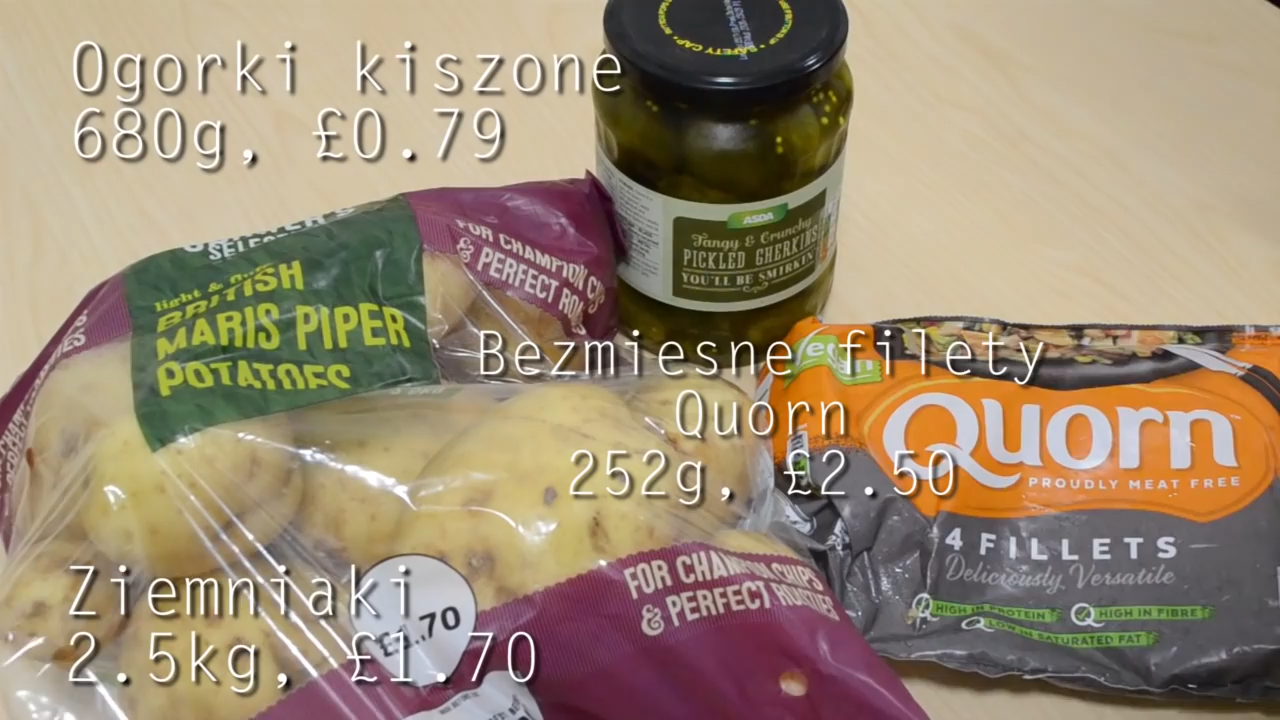 Ogorki kiszone
680g, £0.79
SAFETY CAP
ASDA
Tangy & Crunchy
PICKLED GHERKINS
YOU'LL BE SMIRKIN'
FOR CHAMPION CHIPS
& PERFECT ROASTIES
light &
BRITISH
MARIS PIPER
POTATOES
Bezmiesne filety
Quorn
252g, £2.50
Quorn
PROUDLY MEAT FREE
4 FILLETS
Deliciously Versatile
HIGH IN PROTEIN
HIGH IN FIBRE
LOW IN SATURATED FAT
FOR CHAMPION CHIPS
& PERFECT ROASTIES
Ziemniaki
2.5kg, £1.70
£1.70